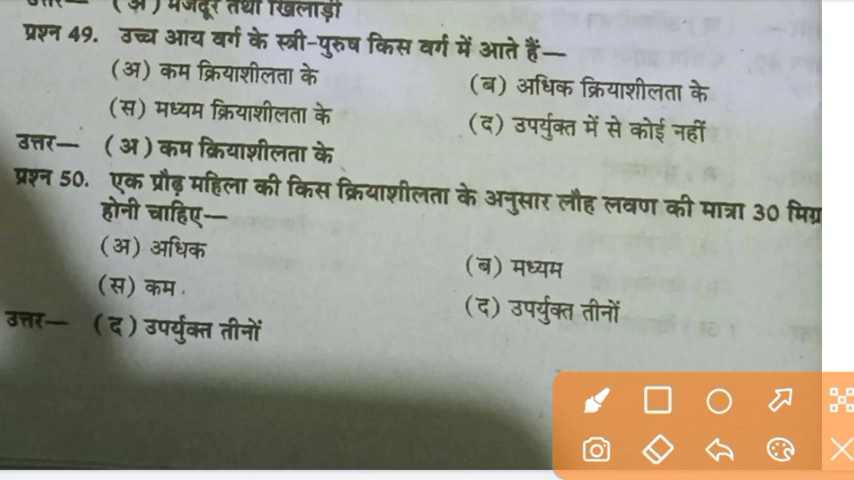 उत्तर— (अ) मजदूर तथा खिलाड़ी
प्रश्न 49. उच्च आय वर्ग के स्त्री-पुरुष किस वर्ग में आते हैं—
(अ) कम क्रियाशीलता के (ब) अधिक क्रियाशीलता के
(स) मध्यम क्रियाशीलता के (द) उपर्युक्त में से कोई नहीं
उत्तर— (अ) कम क्रियाशीलता के
प्रश्न 50. एक प्रौढ़ महिला की किस क्रियाशीलता के अनुसार लौह लवण की मात्रा 30 मिग्र
होनी चाहिए—
(अ) अधिक (ब) मध्यम
(स) कम. (द) उपर्युक्त तीनों
उत्तर— (द) उपर्युक्त तीनों